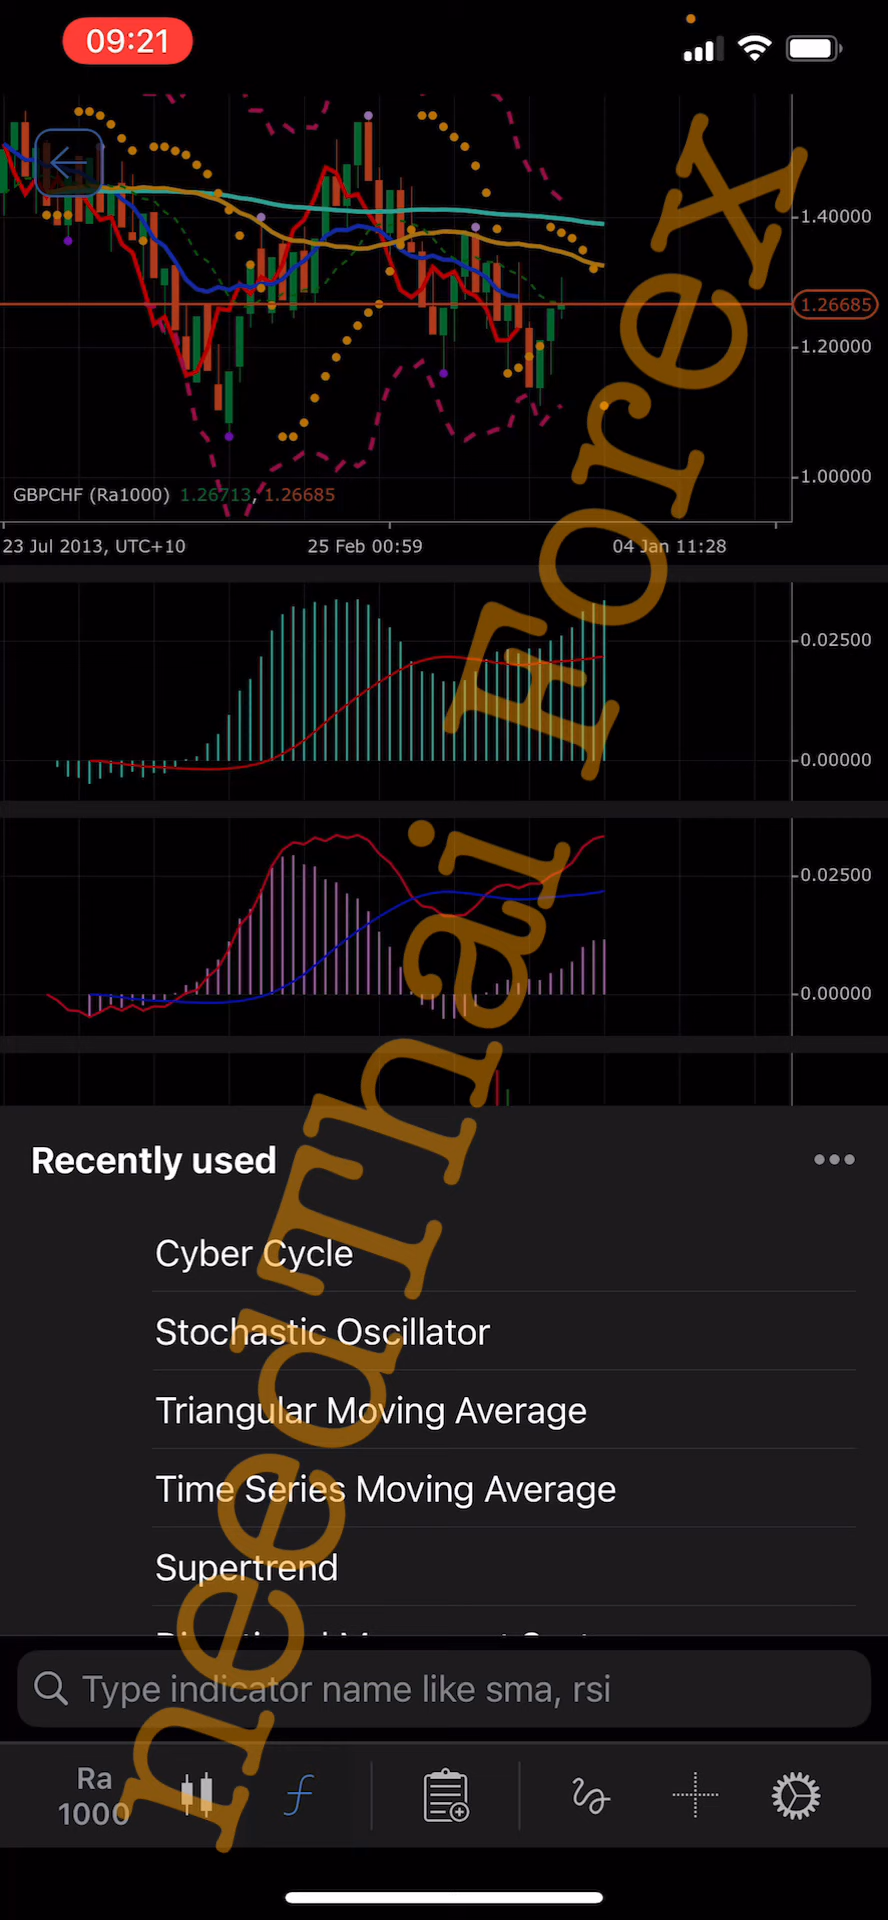 09:21
1.40000
1.26685
1.20000
1.00000
GBPCHF (Ra1000) 1.26713, 1.26685
23 Jul 2013, UTC+10 25 Feb 00:59 04 Jan 11:28
0.02500
0.00000
0.02500
0.00000
needThai Forex
Recently used
Cyber Cycle
Stochastic Oscillator
Triangular Moving Average
Time Series Moving Average
Supertrend
Type indicator name like sma, rsi
Ra
1000